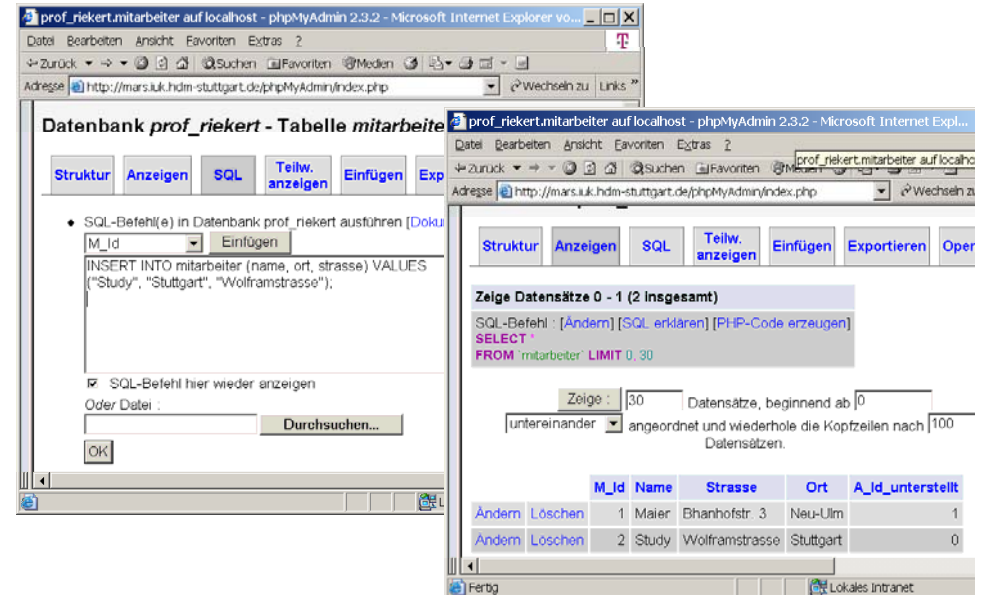 prof_riekert.mitarbeiter auf localhost - phpMyAdmin 2.3.2 - Microsoft Internet Explorer vo...
Datei Bearbeiten Ansicht Favoriten Extras ?
Zurück Suchen Favoriten Medien
Adresse http://mars.iuk.hdm-stuttgart.de/phpMyAdmin/index.php Wechseln zu Links »
Datenbank prof_riekert - Tabelle mitarbeite
Struktur Anzeigen SQL Teilw. anzeigen Einfügen Exp
SQL-Befehl(e) in Datenbank prof_riekert ausführen [Doku
M_Id Einfügen
INSERT INTO mitarbeiter (name, ort, strasse) VALUES
("Study", "Stuttgart", "Wolframstrasse");
SQL-Befehl hier wieder anzeigen
Oder Datei :
Durchsuchen...
OK
prof_riekert.mitarbeiter auf localhost - phpMyAdmin 2.3.2 - Microsoft Internet Expl...
Datei Bearbeiten Ansicht Favoriten Extras ?
prof_riekert.mitarbeiter auf localho
Zurück Suchen Favoriten Medien
Adresse http://mars.iuk.hdm-stuttgart.de/phpMyAdmin/index.php Wechseln zu
Struktur Anzeigen SQL Teilw. anzeigen Einfügen Exportieren Oper
Zeige Datensätze 0 - 1 (2 insgesamt)
SQL-Befehl : [Ändern] [SQL erklären] [PHP-Code erzeugen]
SELECT *
FROM `mitarbeiter` LIMIT 0, 30
Zeige : 30 Datensätze, beginnend ab 0
untereinander angeordnet und wiederhole die Kopfzeilen nach 100
Datensätzen.
M_Id Name Strasse Ort A_Id_unterstellt
Ändern Löschen 1 Maier Bhanhofstr. 3 Neu-Ulm 1
Ändern Löschen 2 Study Wolframstrasse Stuttgart 0
Fertig Lokales Intranet